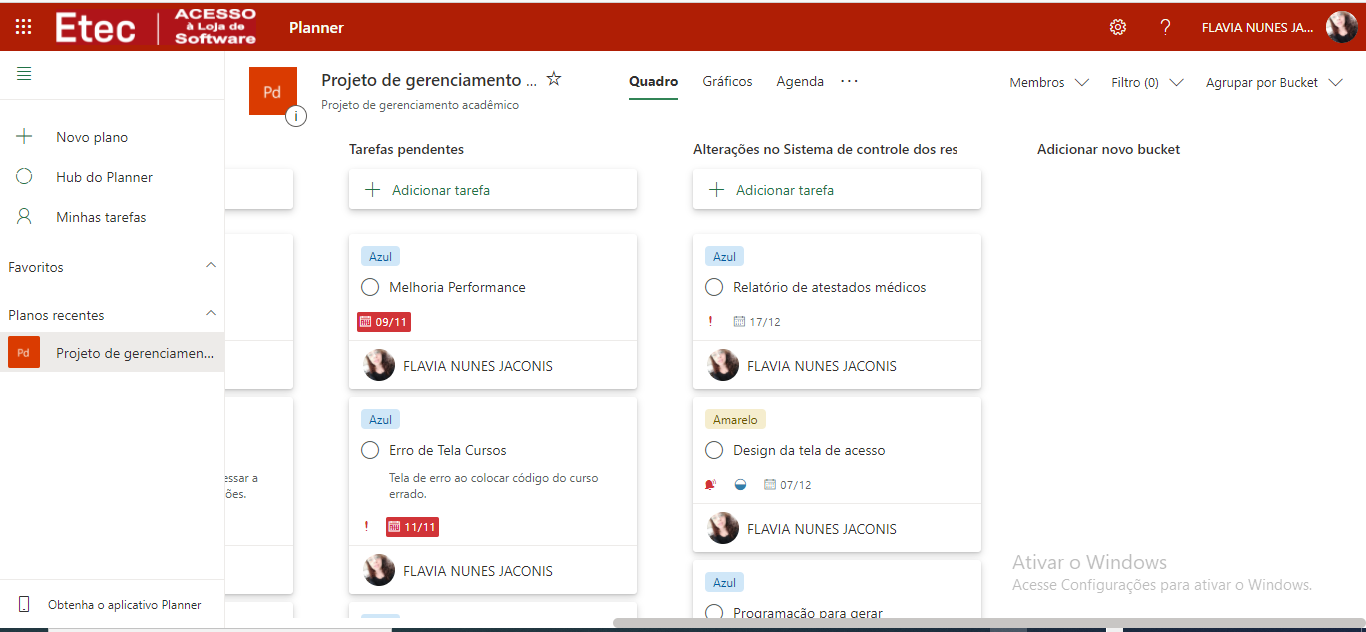 Etec
ACESSO
à Loja de
Software
Planner
?
FLAVIA NUNES JA...
Pd
Projeto de gerenciamento ...
Projeto de gerenciamento acadêmico
Quadro
Gráficos
Agenda
...
Membros
Filtro (0)
Agrupar por Bucket
Novo plano
Hub do Planner
Minhas tarefas
Favoritos
Planos recentes
Pd
Projeto de gerenciamen...
Obtenha o aplicativo Planner
essar a
ões.
Tarefas pendentes
Adicionar tarefa
Azul
Melhoria Performance
09/11
FLAVIA NUNES JACONIS
Azul
Erro de Tela Cursos
Tela de erro ao colocar código do curso
errado.
! 11/11
FLAVIA NUNES JACONIS
Alterações no Sistema de controle dos res
Adicionar tarefa
Azul
Relatório de atestados médicos
! 17/12
FLAVIA NUNES JACONIS
Amarelo
Design da tela de acesso
07/12
FLAVIA NUNES JACONIS
Azul
Programação para gerar
Adicionar novo bucket
Ativar o Windows
Acesse Configurações para ativar o Windows.